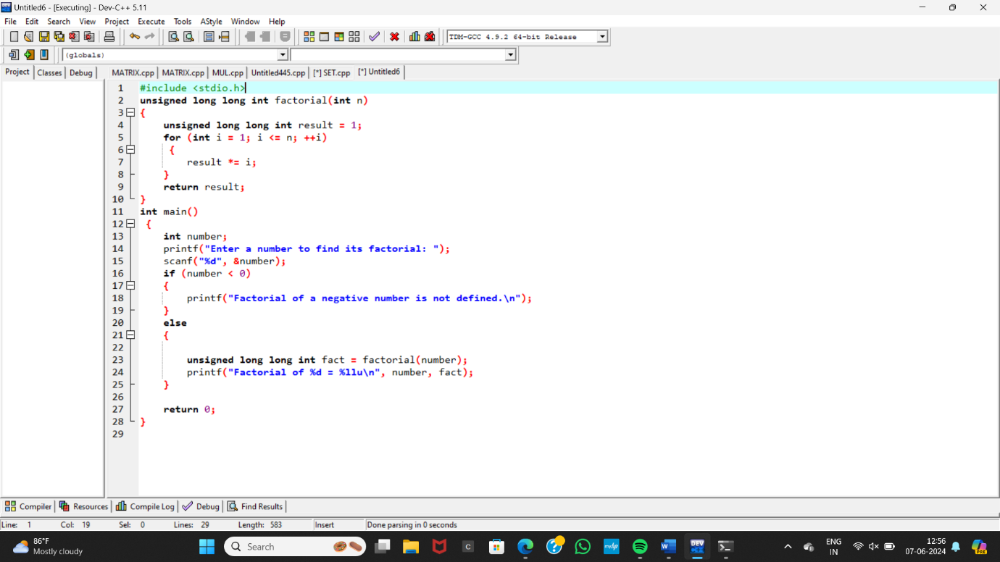 Untitled6 - [Executing] - Dev-C++ 5.11
File Edit Search View Project Execute Tools AStyle Window Help
TDM-GCC 4.9.2 64-bit Release
(globals)
Project Classes Debug MATRIX.cpp MATRIX.cpp MUL.cpp Untitled445.cpp [*] SET.cpp [*] Untitled6
1 #include <stdio.h>
2 unsigned long long int factorial(int n)
3 {
4 unsigned long long int result = 1;
5 for (int i = 1; i <= n; ++i)
6 {
7 result *= i;
8 }
9 return result;
10 }
11 int main()
12 {
13 int number;
14 printf("Enter a number to find its factorial: ");
15 scanf("%d", &number);
16 if (number < 0)
17 {
18 printf("Factorial of a negative number is not defined.\n");
19 }
20 else
21 {
22
23 unsigned long long int fact = factorial(number);
24 printf("Factorial of %d = %llu\n", number, fact);
25 }
26
27 return 0;
28 }
29
Compiler Resources Compile Log Debug Find Results
Line: 1 Col: 19 Sel: 0 Lines: 29 Length: 583 Insert Done parsing in 0 seconds
86°F
Mostly cloudy
Search
C
myhp
W
DEV
C++
ENG
IN
12:56
07-06-2024
PRE